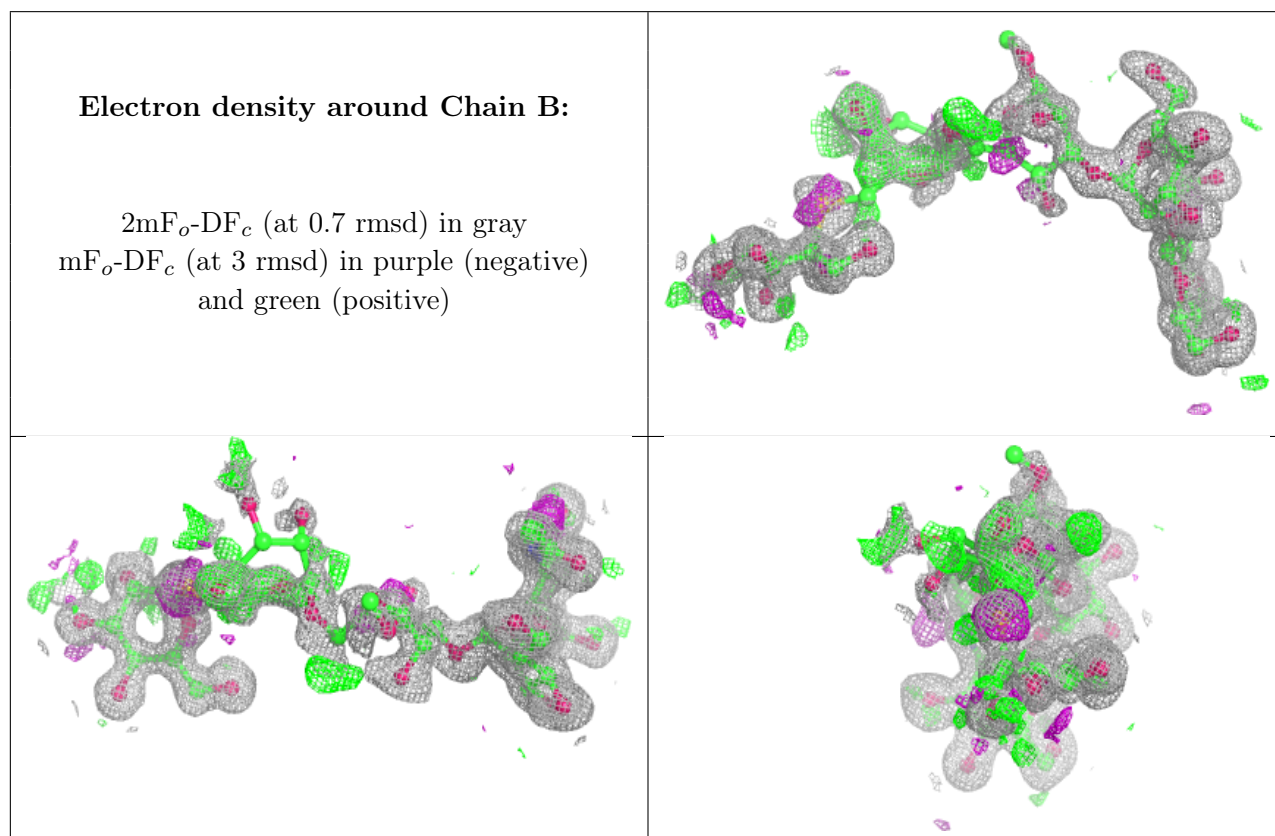 Electron density around Chain B:
2mFₒ-DF𝒸 (at 0.7 rmsd) in gray
mFₒ-DF𝒸 (at 3 rmsd) in purple (negative)
and green (positive)